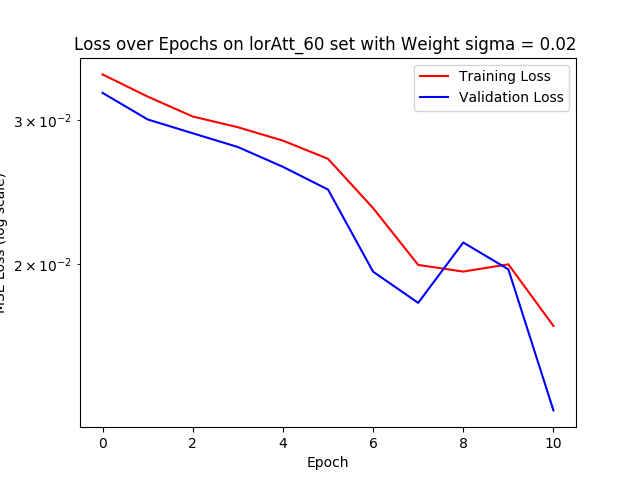 Loss over Epochs on lorAtt_60 set with Weight sigma = 0.02
Training Loss
Validation Loss
3 × 10⁻²
2 × 10⁻²
MSE Loss (log scale)
0 2 4 6 8 10
Epoch